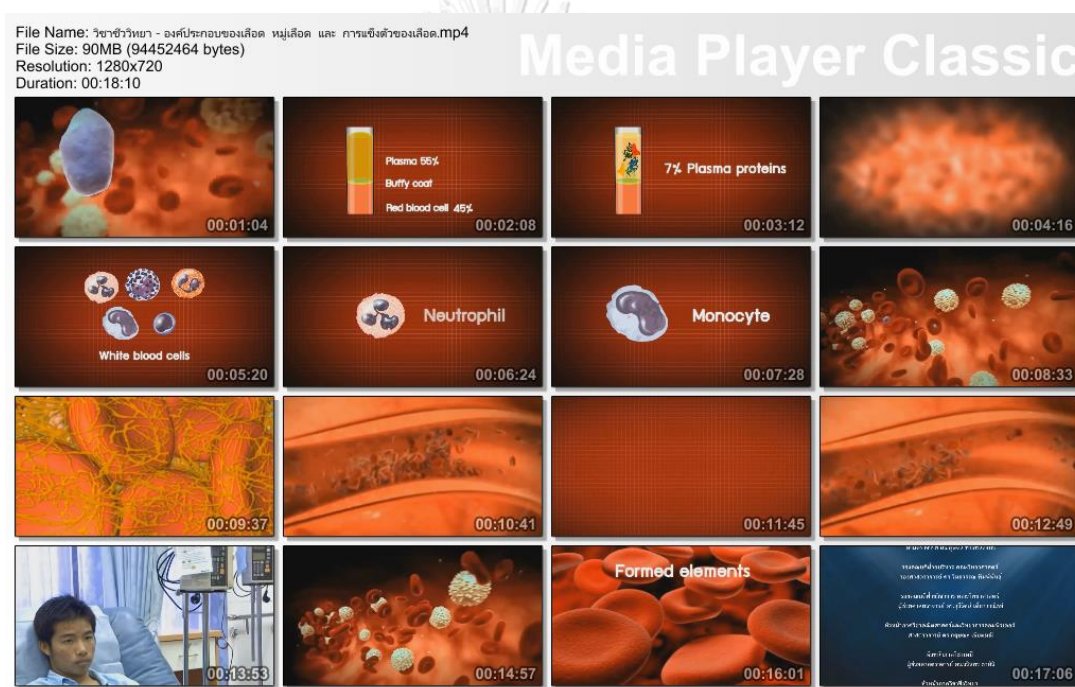 File Name: วิชาชีววิทยา - องค์ประกอบของเลือด หมู่เลือด และ การแข็งตัวของเลือด.mp4
File Size: 90MB (94452464 bytes)
Resolution: 1280x720
Duration: 00:18:10
Media Player Classic
00:01:04
Plasma 55%
Buffy coat
Red blood cell 45%
00:02:08
7% Plasma proteins
00:03:12
00:04:16
White blood cells
00:05:20
Neutrophil
00:06:24
Monocyte
00:07:28
00:08:33
00:09:37
00:10:41
00:11:45
00:12:49
00:13:53
00:14:57
Formed elements
00:16:01
00:17:06